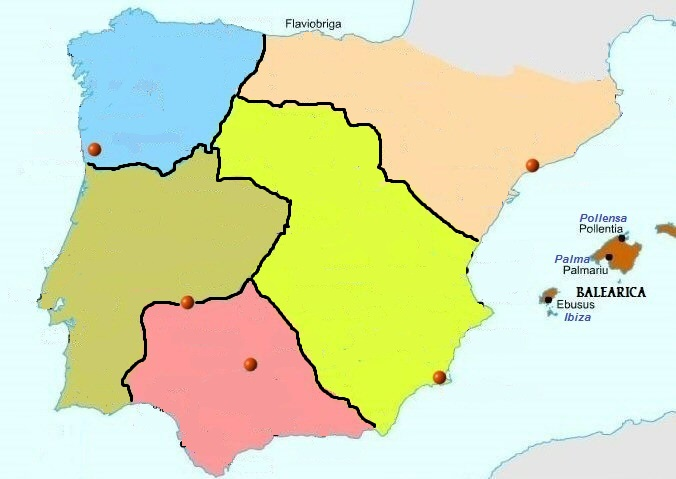 Flaviobriga
Pollensa
Pollentia
Palma
Palmariu
BALEARICA
Ebusus
Ibiza